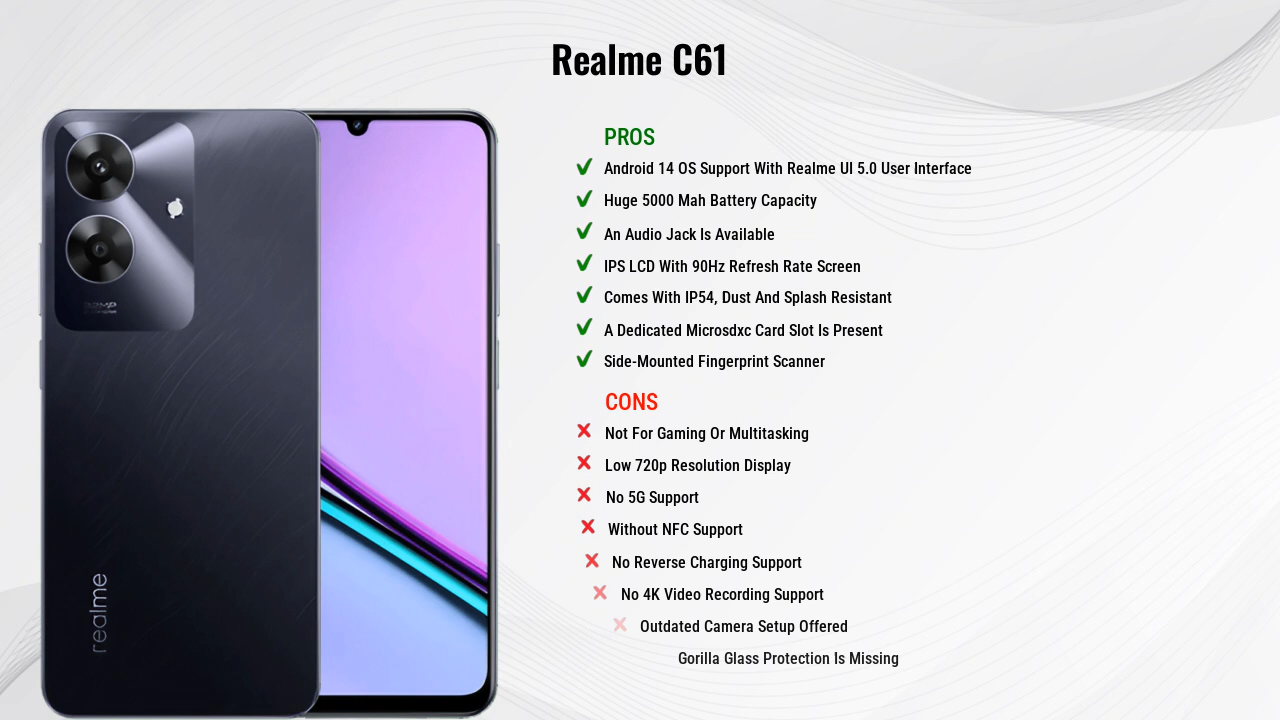 Realme C61
PROS
Android 14 OS Support With Realme UI 5.0 User Interface
Huge 5000 Mah Battery Capacity
An Audio Jack Is Available
IPS LCD With 90Hz Refresh Rate Screen
Comes With IP54, Dust And Splash Resistant
A Dedicated Microsdxc Card Slot Is Present
Side-Mounted Fingerprint Scanner
CONS
Not For Gaming Or Multitasking
Low 720p Resolution Display
No 5G Support
Without NFC Support
No Reverse Charging Support
No 4K Video Recording Support
Outdated Camera Setup Offered
Gorilla Glass Protection Is Missing
realme